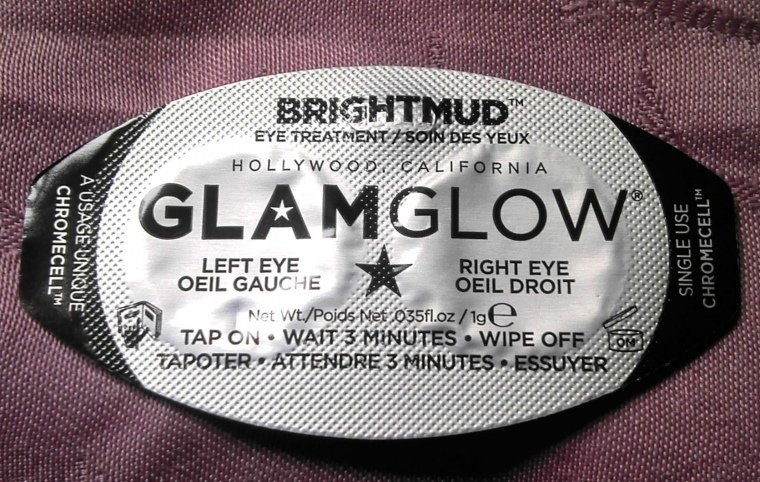 BRIGHTMUD™
EYE TREATMENT / SOIN DES YEUX
HOLLYWOOD, CALIFORNIA
GLAMGLOW®
LEFT EYE
OEIL GAUCHE
RIGHT EYE
OEIL DROIT
Net Wt./Poids Net .035fl.oz / 1g ℮
TAP ON • WAIT 3 MINUTES • WIPE OFF
TAPOTER • ATTENDRE 3 MINUTES • ESSUYER
0M
A USAGE UNIQUE
CHROMECELL™
SINGLE USE
CHROMECELL™